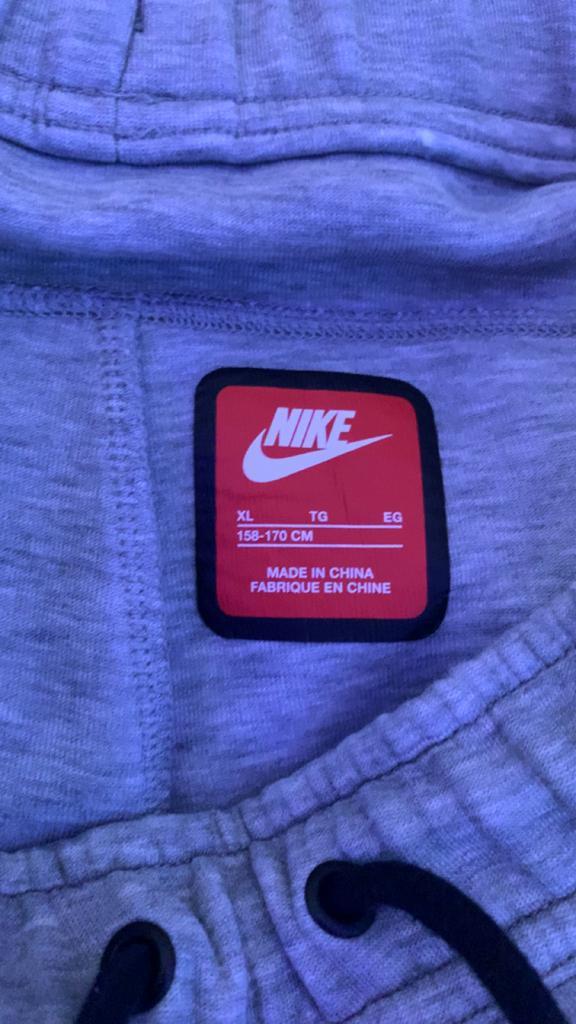 NIKE
XL TG EG
158-170 CM
MADE IN CHINA
FABRIQUE EN CHINE